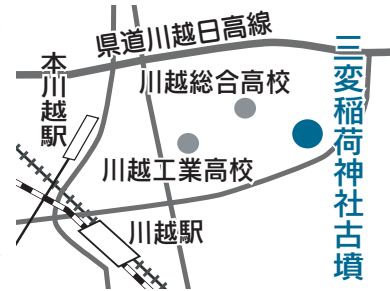 県道川越日高線
本川越駅
川越総合高校
三変稲荷神社古墳
川越工業高校
川越駅